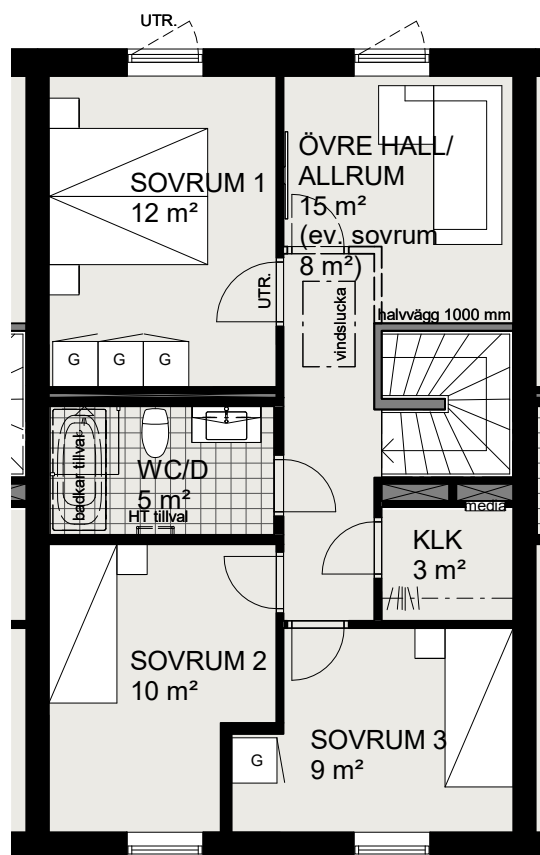 UTR.
SOVRUM 1
12 m²
ÖVRE HALL/
ALLRUM
15 m²
(ev. sovrum
8 m²)
UTR.
vindslucka
halvvägg 1000 mm
G
G
G
badkar tillval
WC/D
5 m²
HT tillval
media
KLK
3 m²
SOVRUM 2
10 m²
SOVRUM 3
9 m²
G